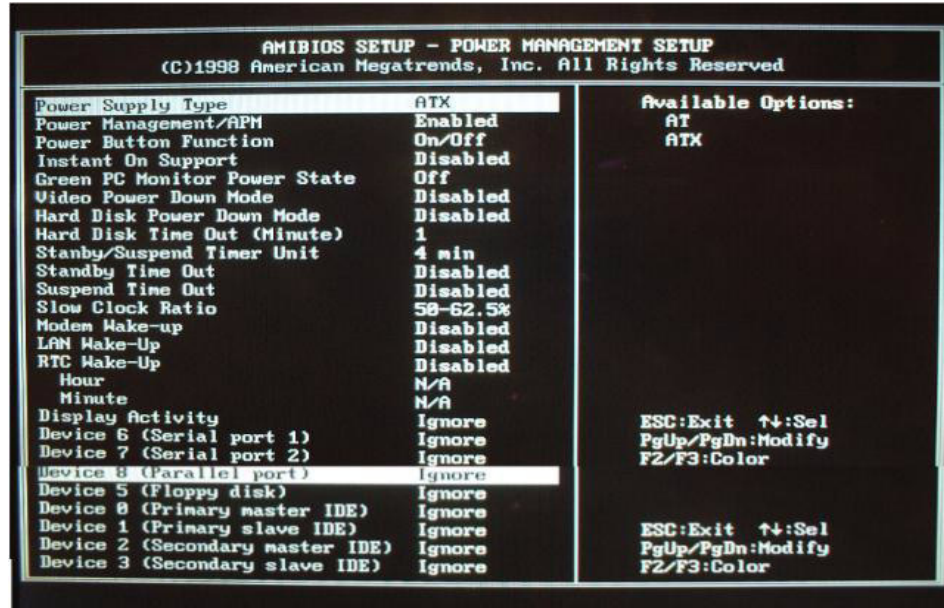 AMIBIOS SETUP - POWER MANAGEMENT SETUP
(C)1998 American Megatrends, Inc. All Rights Reserved
Power Supply Type ATX
Power Management/APM Enabled
Power Button Function On/Off
Instant On Support Disabled
Green PC Monitor Power State Off
Video Power Down Mode Disabled
Hard Disk Power Down Mode Disabled
Hard Disk Time Out (Minute) 1
Stanby/Suspend Timer Unit 4 min
Standby Time Out Disabled
Suspend Time Out Disabled
Slow Clock Ratio 50-62.5%
Modem Wake-up Disabled
LAN Wake-Up Disabled
RTC Wake-Up Disabled
Hour N/A
Minute N/A
Display Activity Ignore
Device 6 (Serial port 1) Ignore
Device 7 (Serial port 2) Ignore
Device 8 (Parallel port) Ignore
Device 5 (Floppy disk) Ignore
Device 0 (Primary master IDE) Ignore
Device 1 (Primary slave IDE) Ignore
Device 2 (Secondary master IDE) Ignore
Device 3 (Secondary slave IDE) Ignore
Available Options:
AT
ATX
ESC:Exit ↑↓:Sel
PgUp/PgDn:Modify
F2/F3:Color
ESC:Exit ↑↓:Sel
PgUp/PgDn:Modify
F2/F3:Color